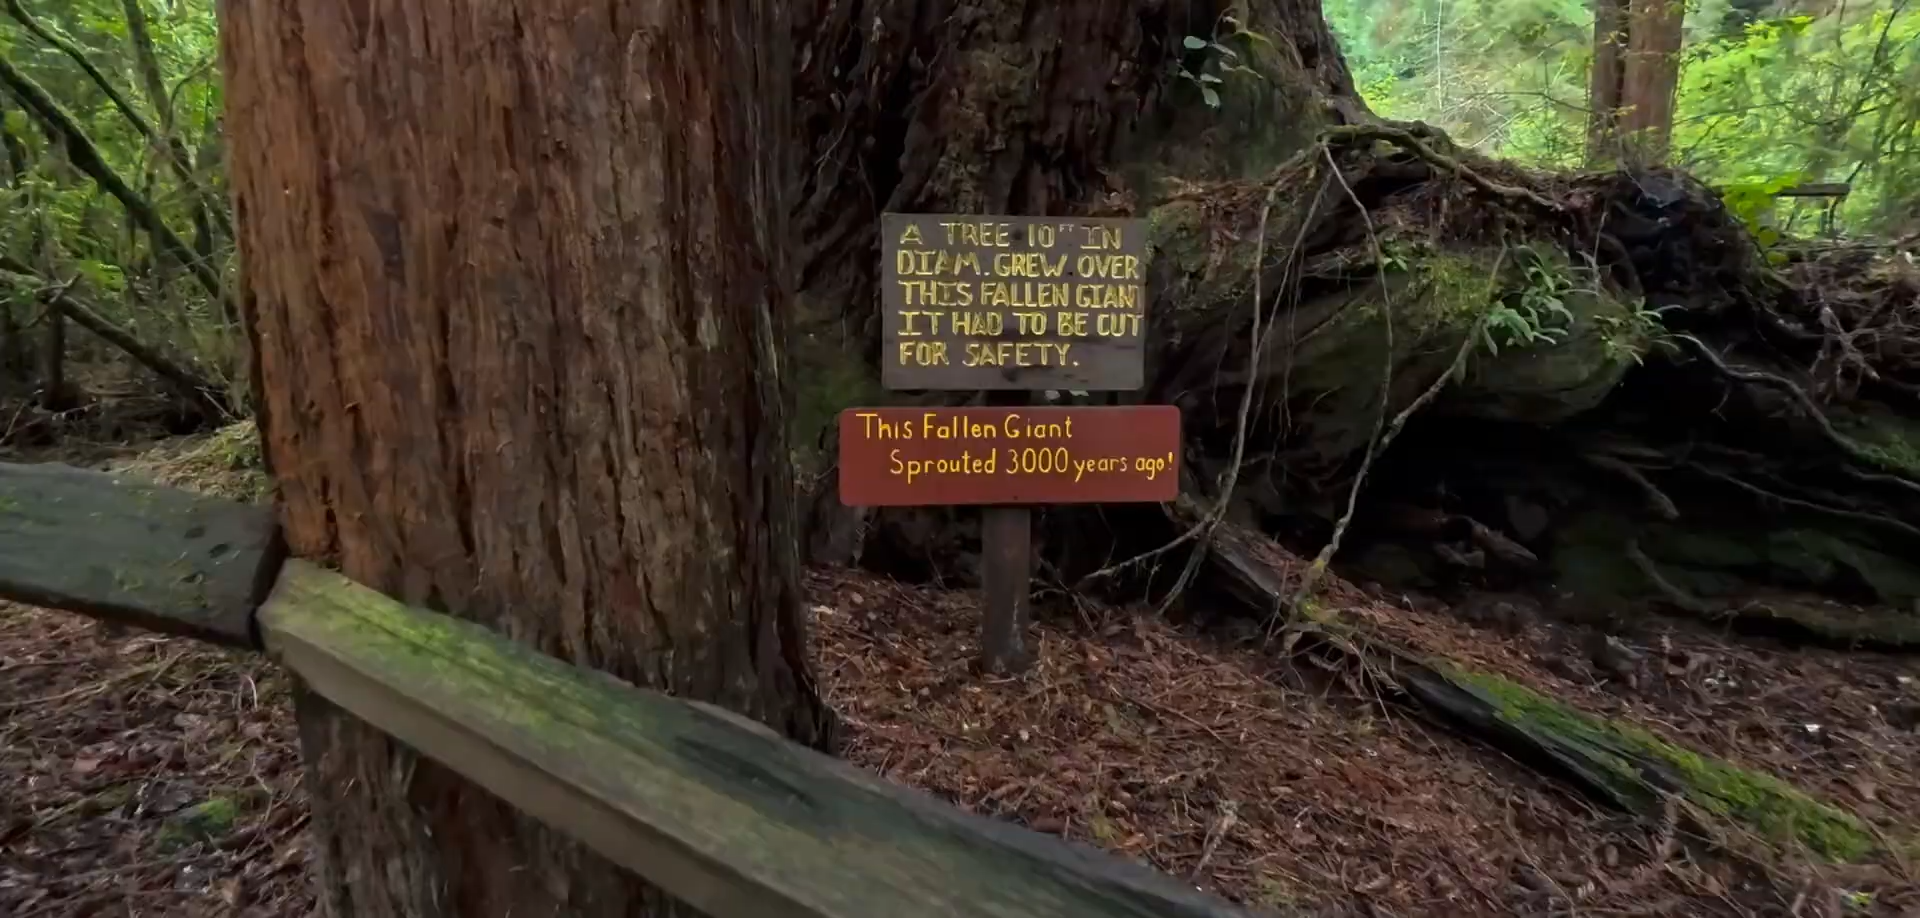 A TREE 10" IN
DIAM. GREW OVER
THIS FALLEN GIAN
IT HAD TO BE CUT
FOR SAFETY.
This Fallen Giant
Sprouted 3000 years ago!